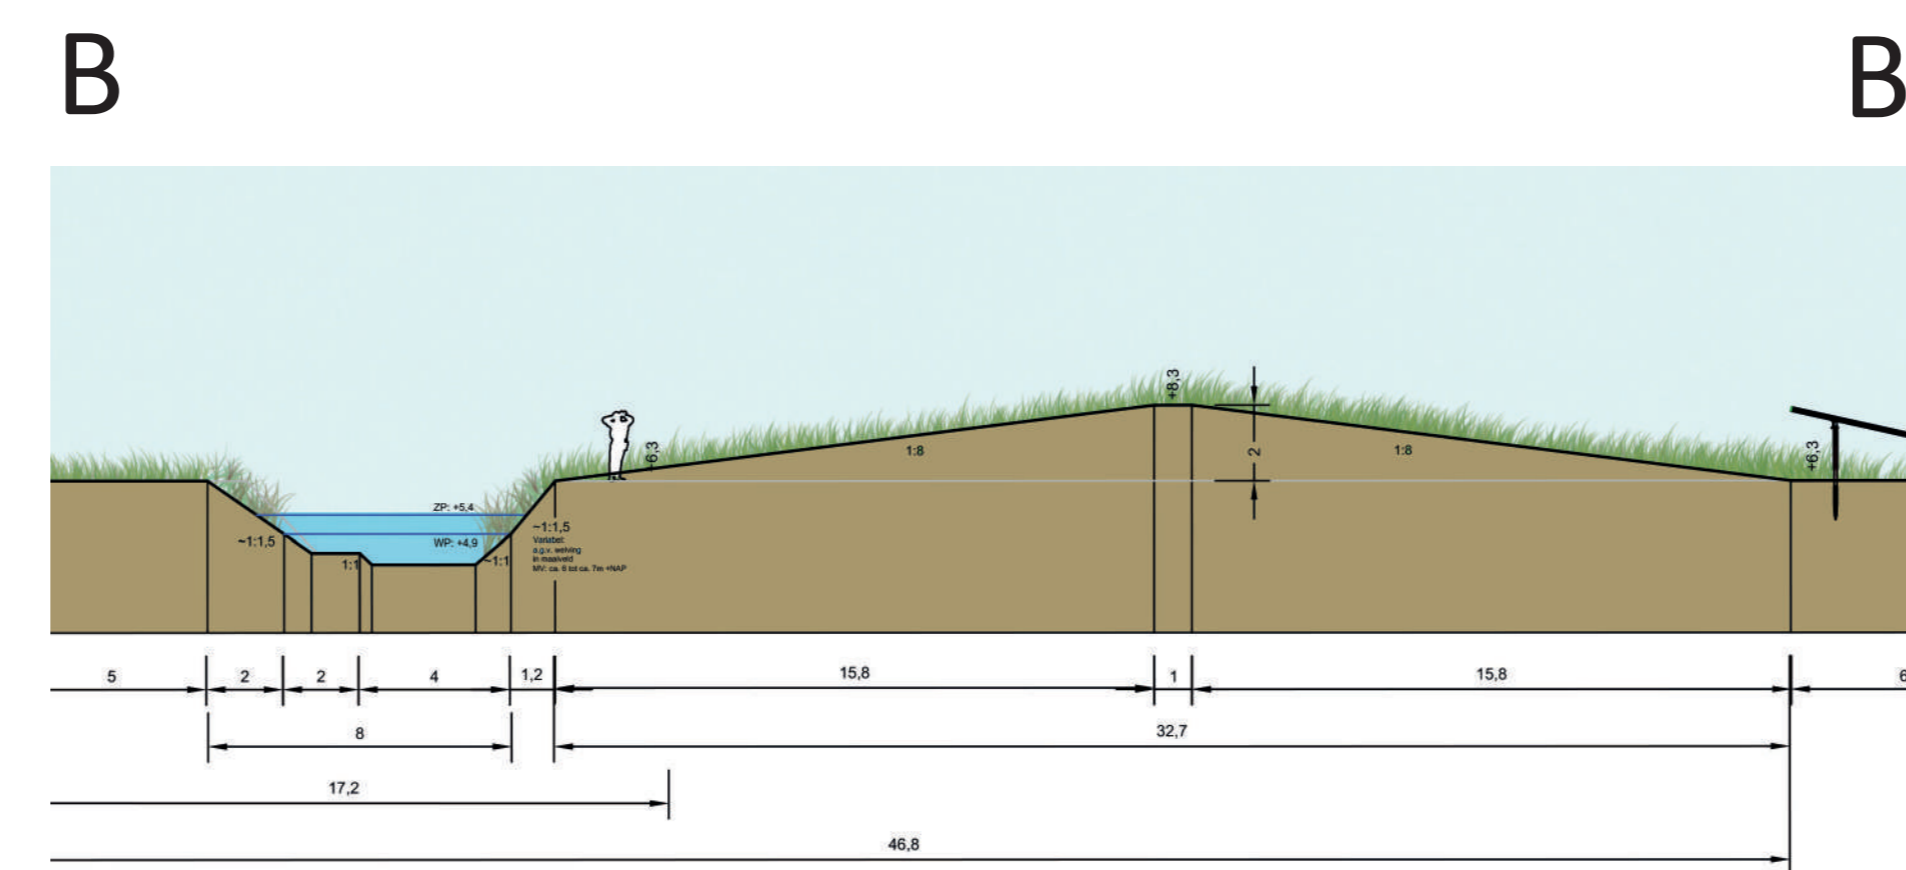 B B
+8,3
+6,3
2
+6,3
1:8
1:8
ZP: +5,4
WP: +4,9
~1:1,5
1:1
~1:1
~1:1,5
Variabel:
a.g.v. welving
in maaiveld
MV: ca. 6 tot ca. 7m +NAP
5 2 2 4 1,2 15,8 1 15,8 6
8 32,7
17,2
46,8